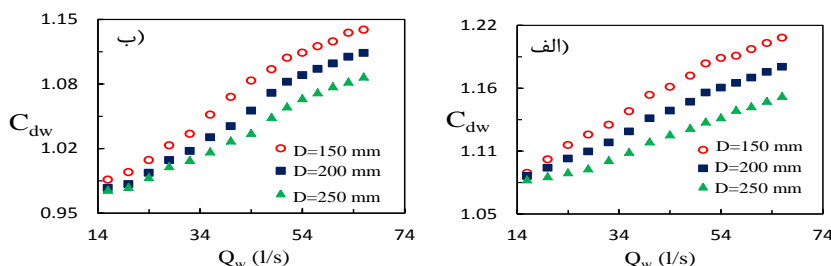 ب)
1.15
1.08
1.02
0.95
C_dw
D=150 mm
D=200 mm
D=250 mm
14
34
54
74
Q_w (l/s)
الف)
1.22
1.16
1.11
1.05
C_dw
D=150 mm
D=200 mm
D=250 mm
14
34
54
74
Q_w (l/s)